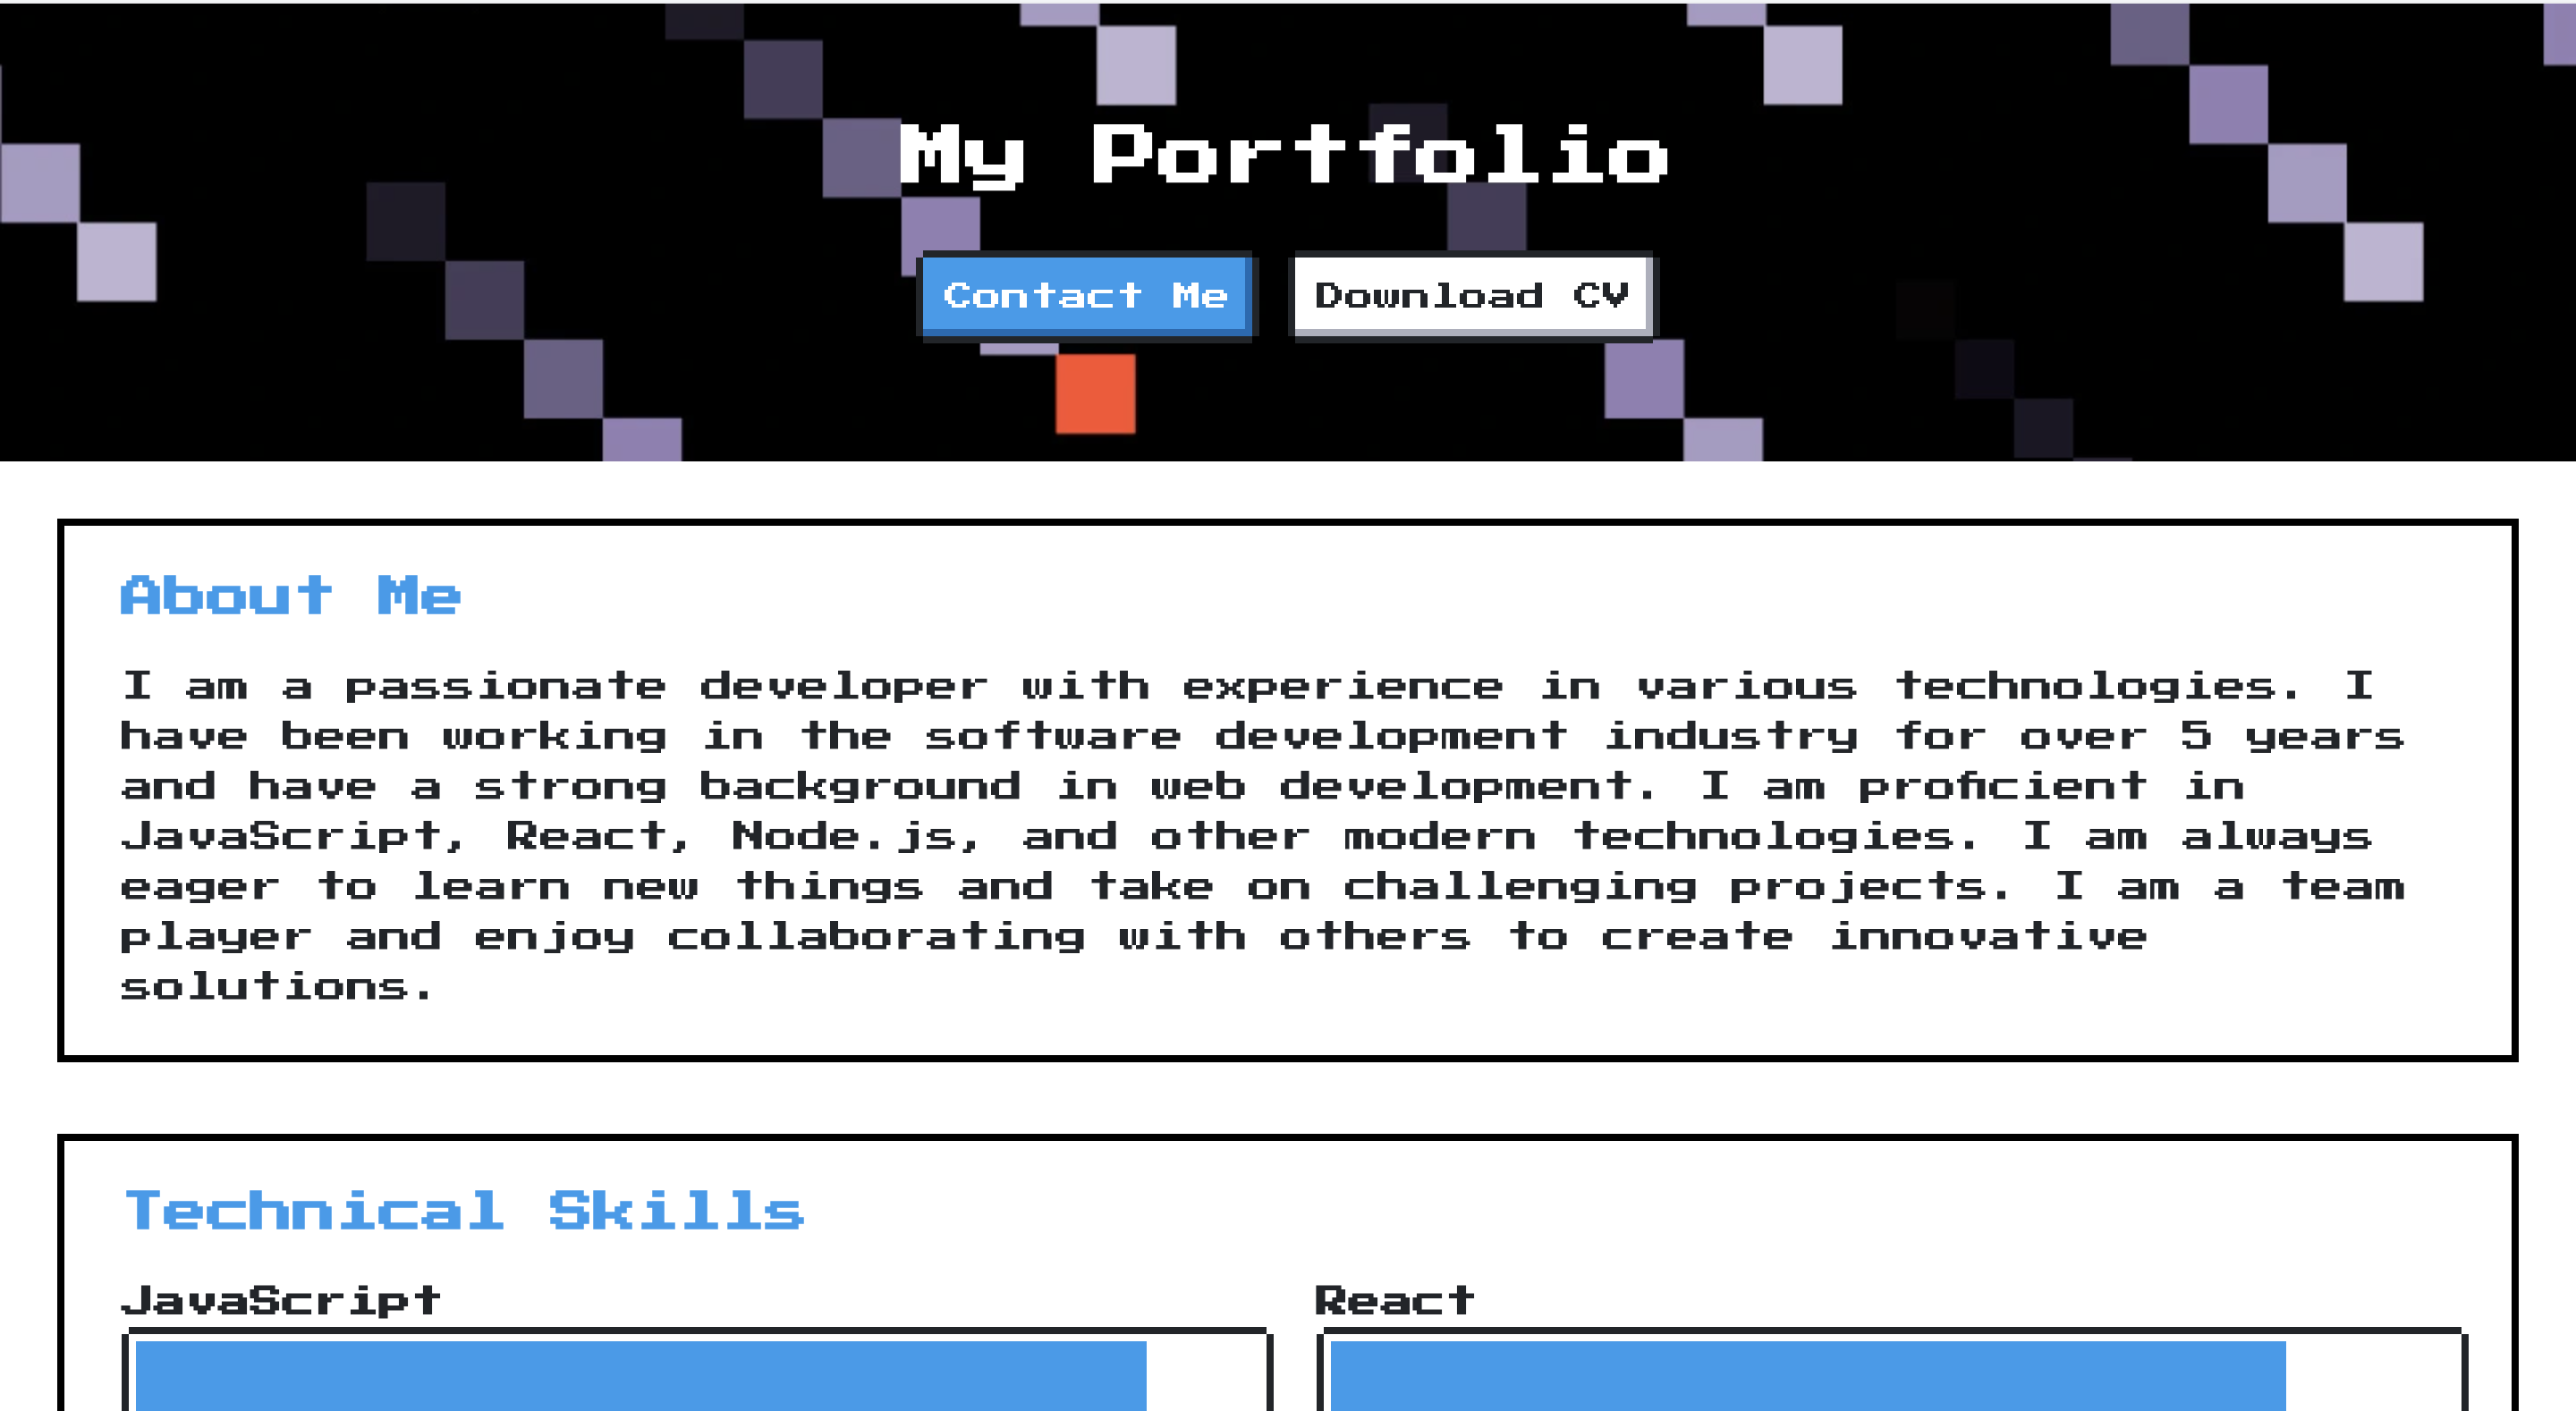 My Portfolio
Contact Me
Download CV
About Me
I am a passionate developer with experience in various technologies. I
have been working in the software development industry for over 5 years
and have a strong background in web development. I am proficient in
JavaScript, React, Node.js, and other modern technologies. I am always
eager to learn new things and take on challenging projects. I am a team
player and enjoy collaborating with others to create innovative
solutions.
Technical Skills
JavaScript
React